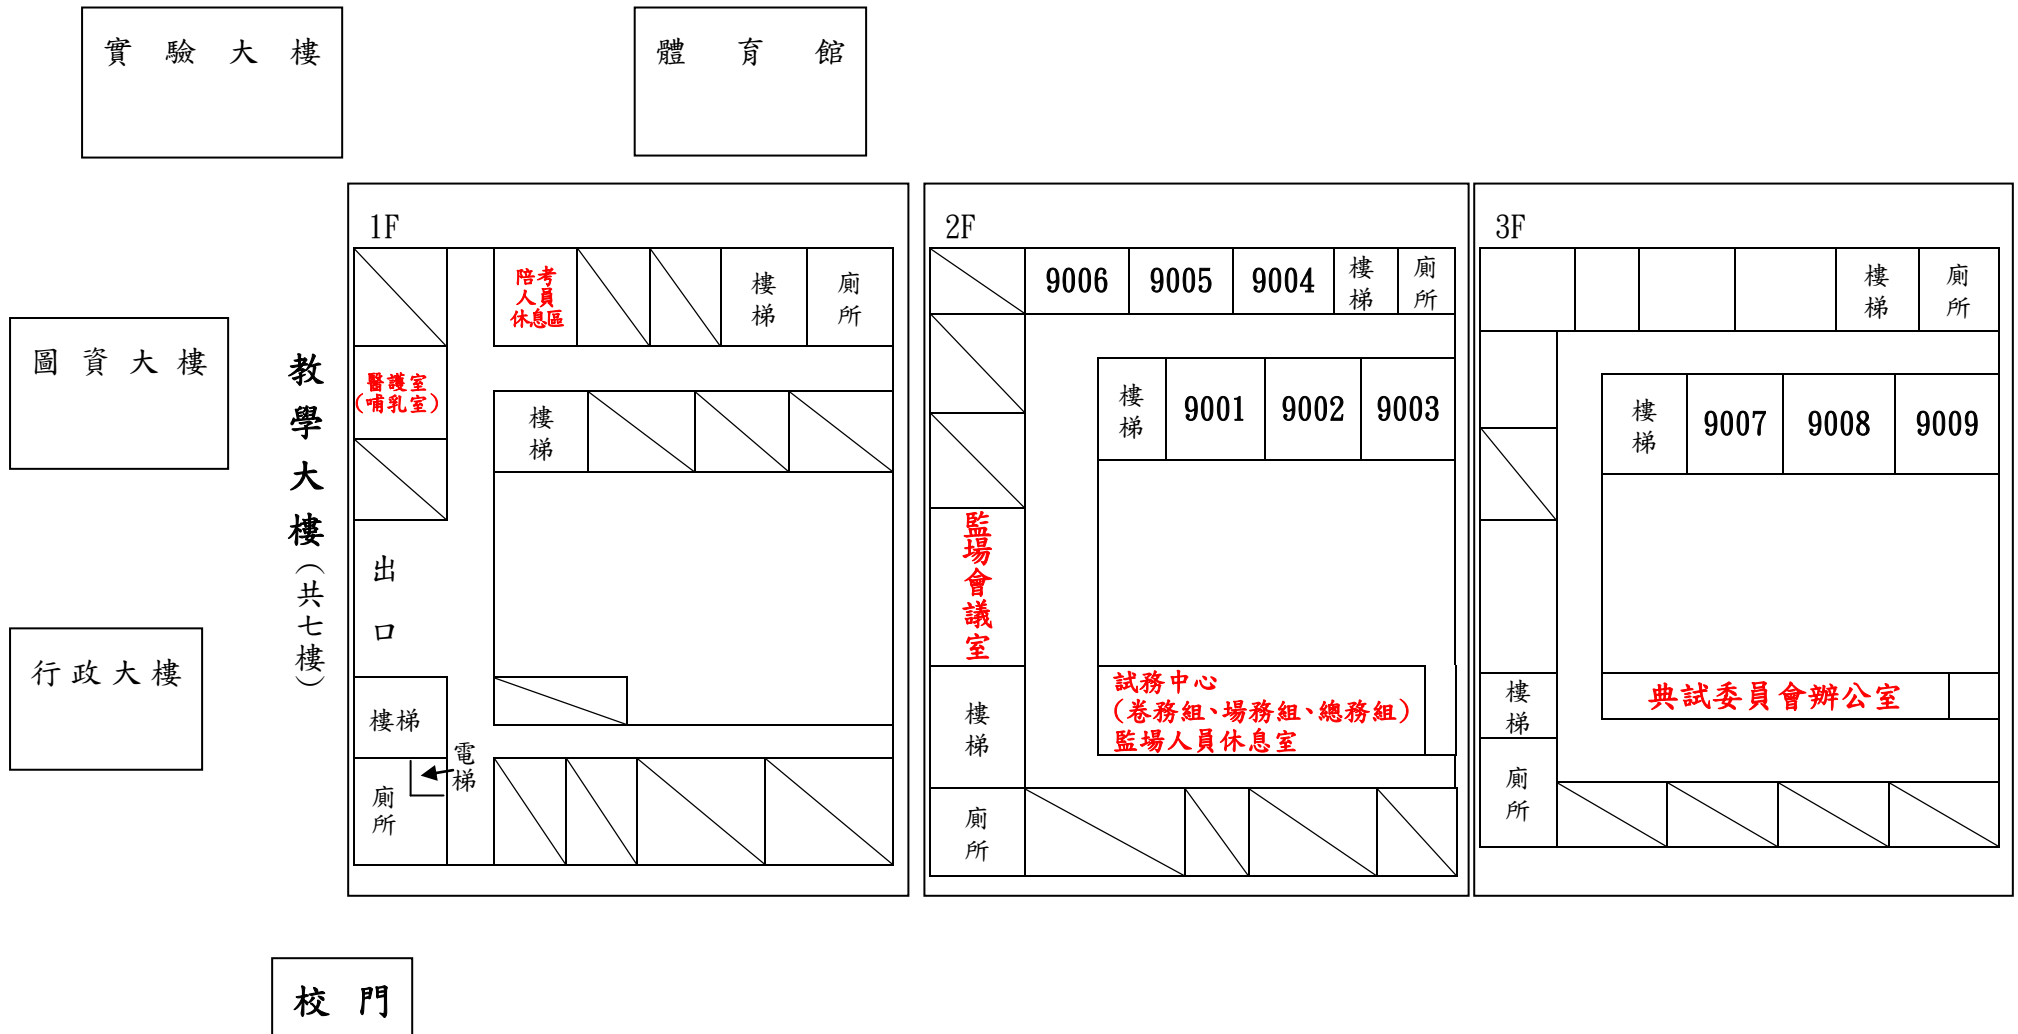 實驗大樓
體育館
圖資大樓
行政大樓
教學大樓(共七樓)
1F
陪考
人員
休息區
樓梯
廁所
醫護室
(哺乳室)
樓梯
出口
樓梯
電梯
廁所
2F
9006
9005
9004
樓梯
廁所
樓梯
9001
9002
9003
監場會議室
試務中心
(卷務組、場務組、總務組)
監場人員休息室
樓梯
廁所
3F
樓梯
廁所
樓梯
9007
9008
9009
典試委員會辦公室
樓梯
廁所
校門